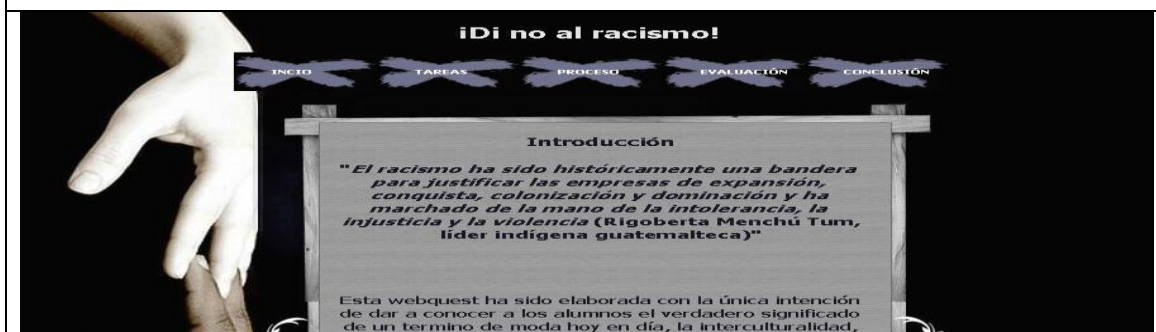 ¡Di no al racismo!
INCIO TAREAS PROCESO EVALUACIÓN CONCLUSIÓN
Introducción
"El racismo ha sido históricamente una bandera
para justificar las empresas de expansión,
conquista, colonización y dominación y ha
marchado de la mano de la intolerancia, la
injusticia y la violencia (Rigoberta Menchú Tum,
líder indígena guatemalteca)"
Esta webquest ha sido elaborada con la única intención
de dar a conocer a los alumnos el verdadero significado
de un termino de moda hoy en día, la interculturalidad,